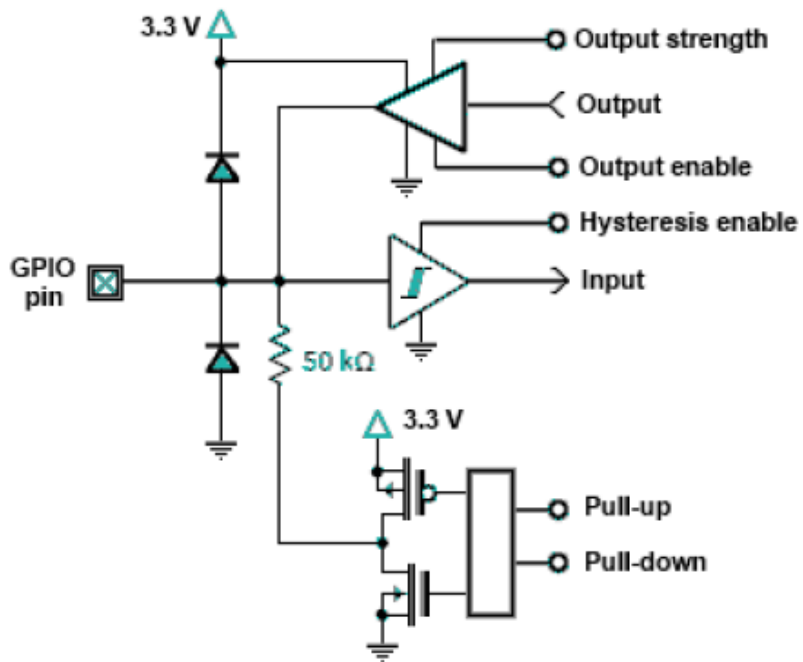 3.3 V
Output strength
Output
Output enable
Hysteresis enable
GPIO
pin
Input
50 kΩ
3.3 V
Pull-up
Pull-down